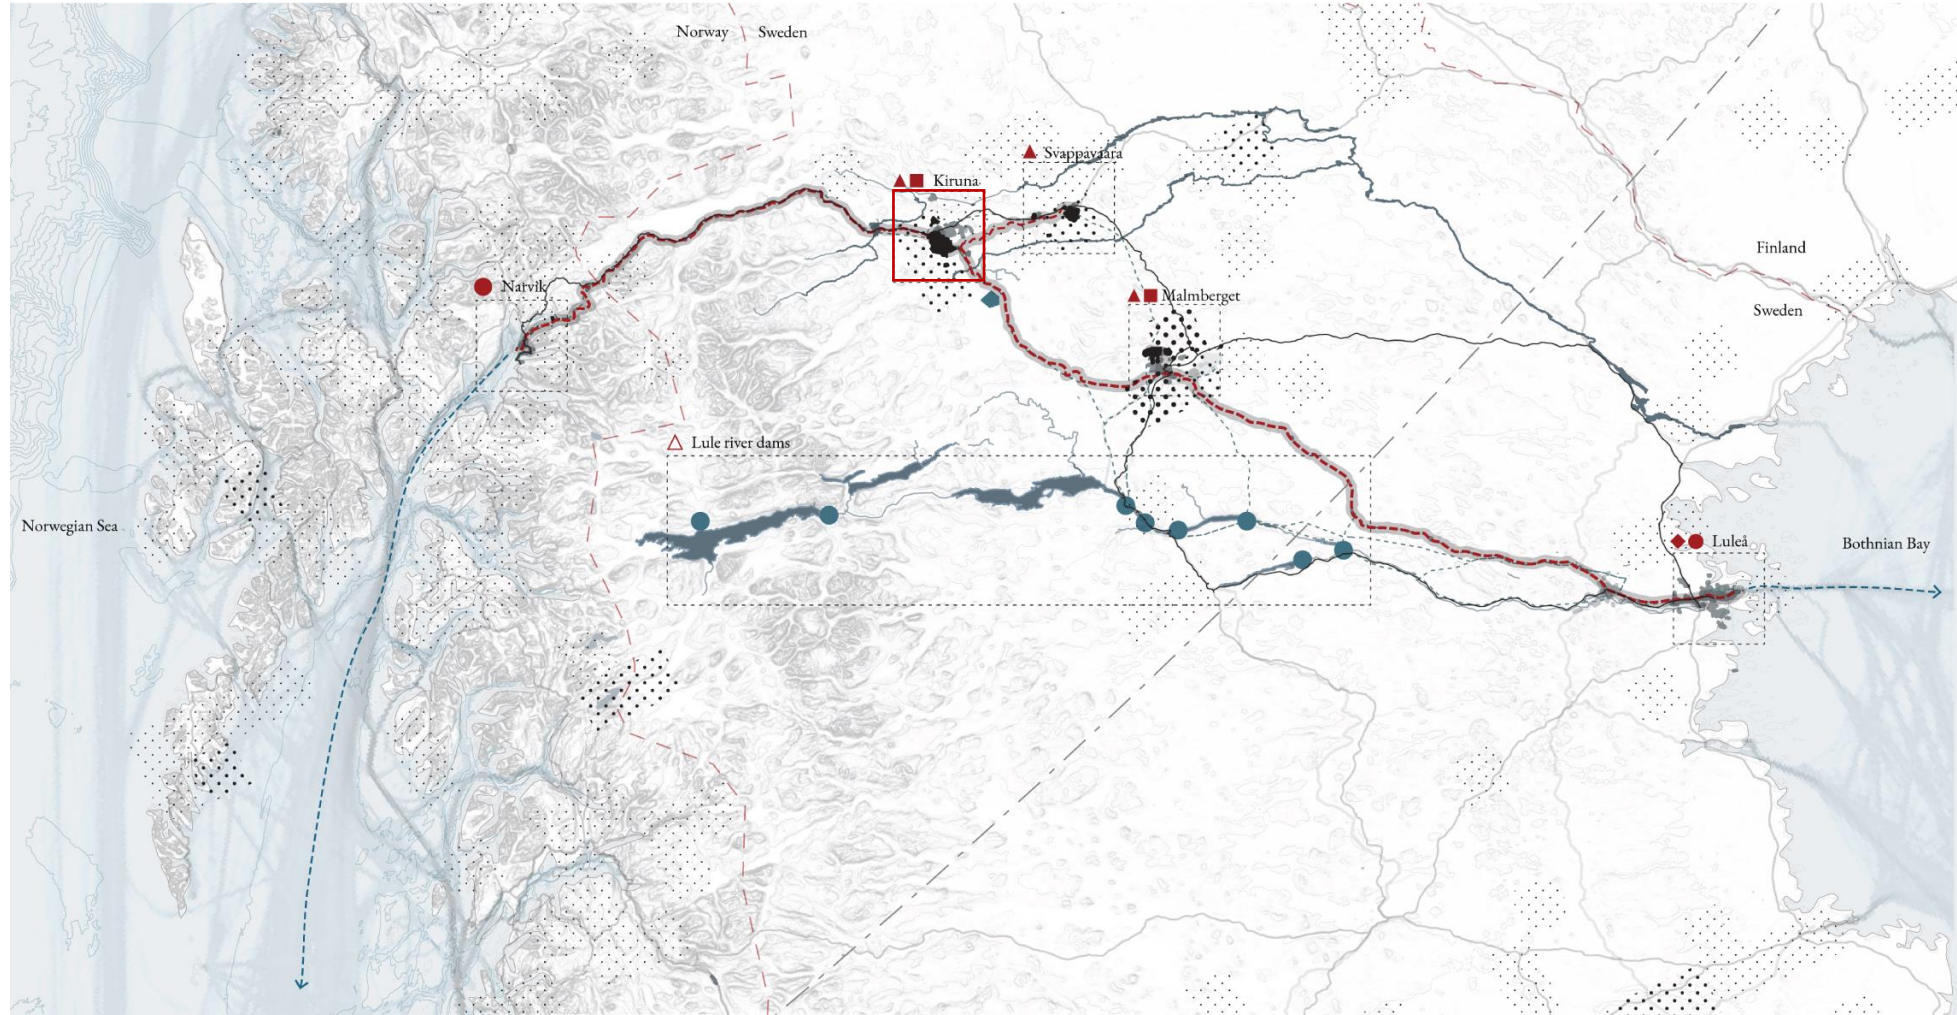 Norway
Sweden
Svappavaara
Kiruna
Finland
Narvik
Malmberget
Sweden
Lule river dams
Norwegian Sea
Luleå
Bothnian Bay